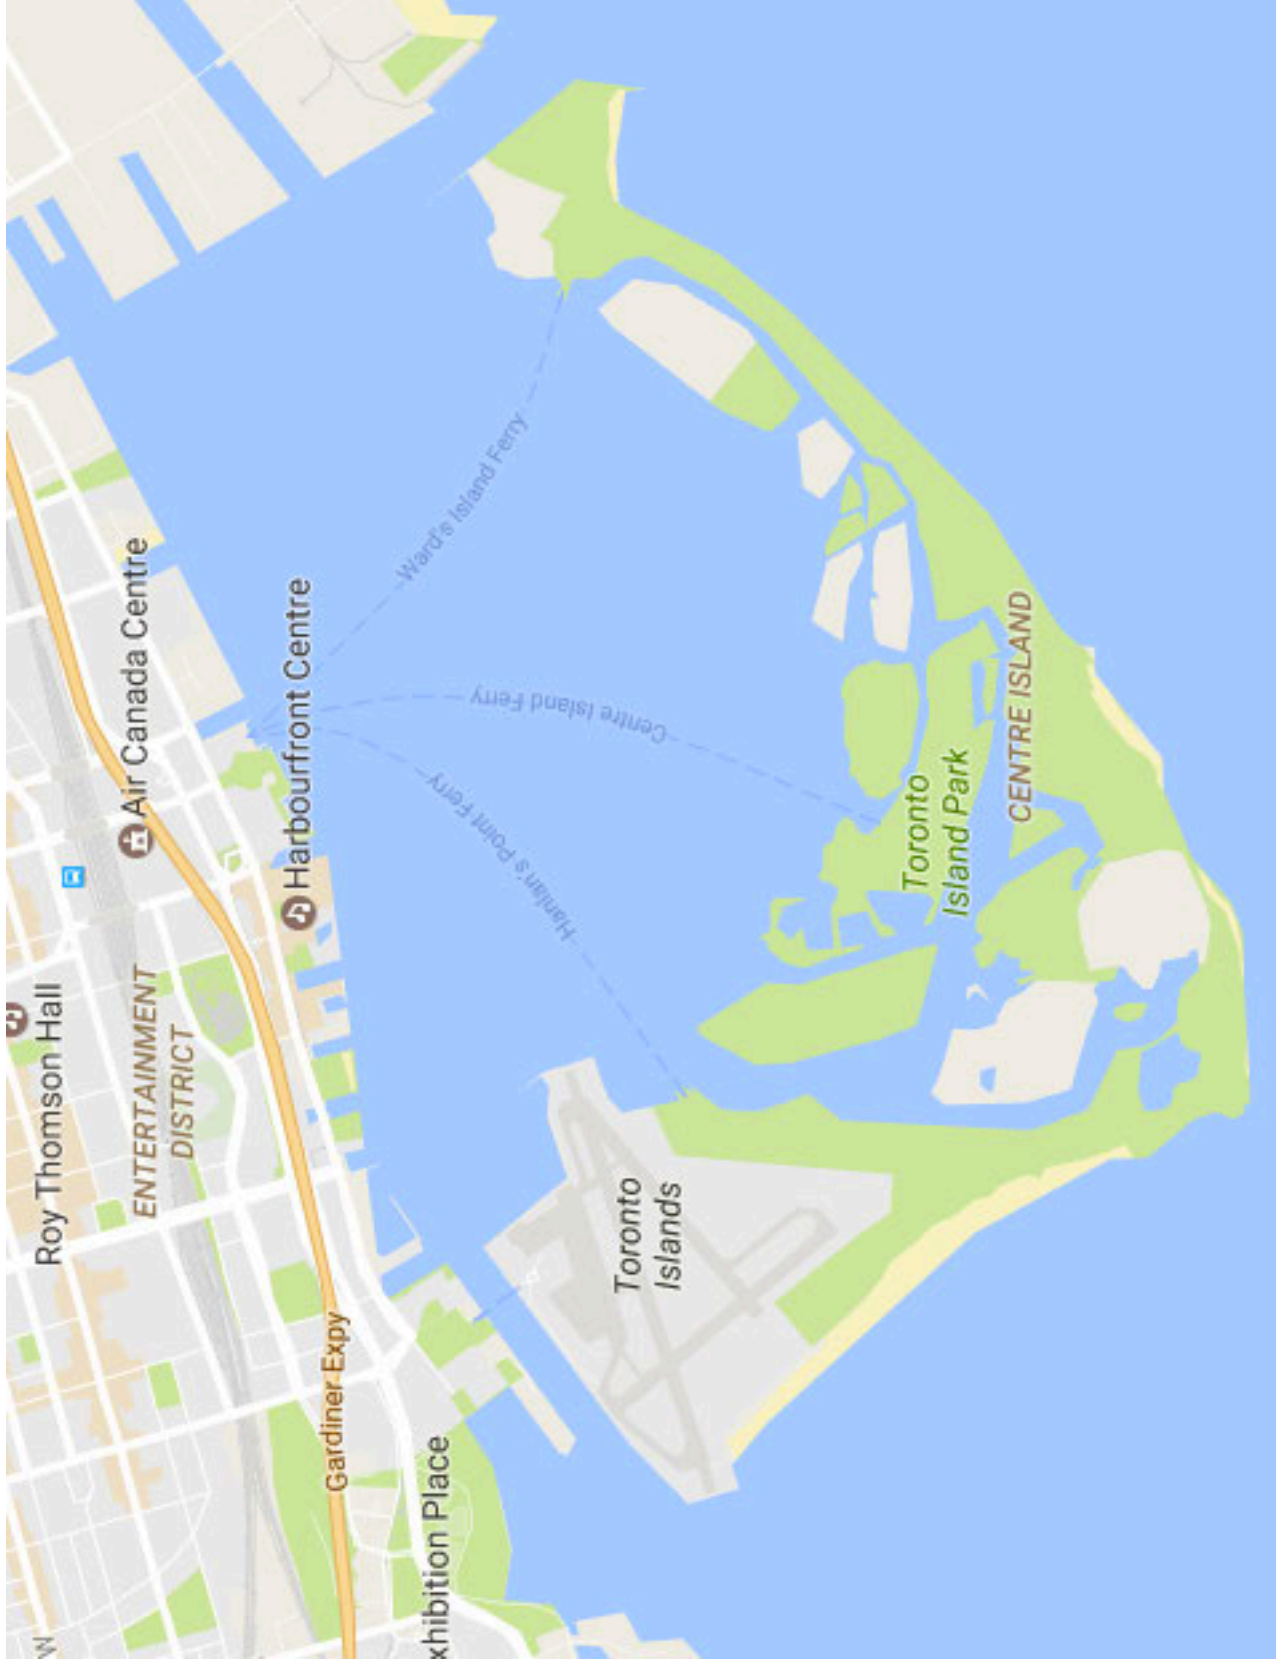 Roy Thomson Hall
ENTERTAINMENT
DISTRICT
Air Canada Centre
Harbourfront Centre
Gardiner Expy
xhibition Place
W
Ward's Island Ferry
Centre Island Ferry
Hanlan's Point Ferry
Toronto
Islands
Toronto
Island Park
CENTRE ISLAND